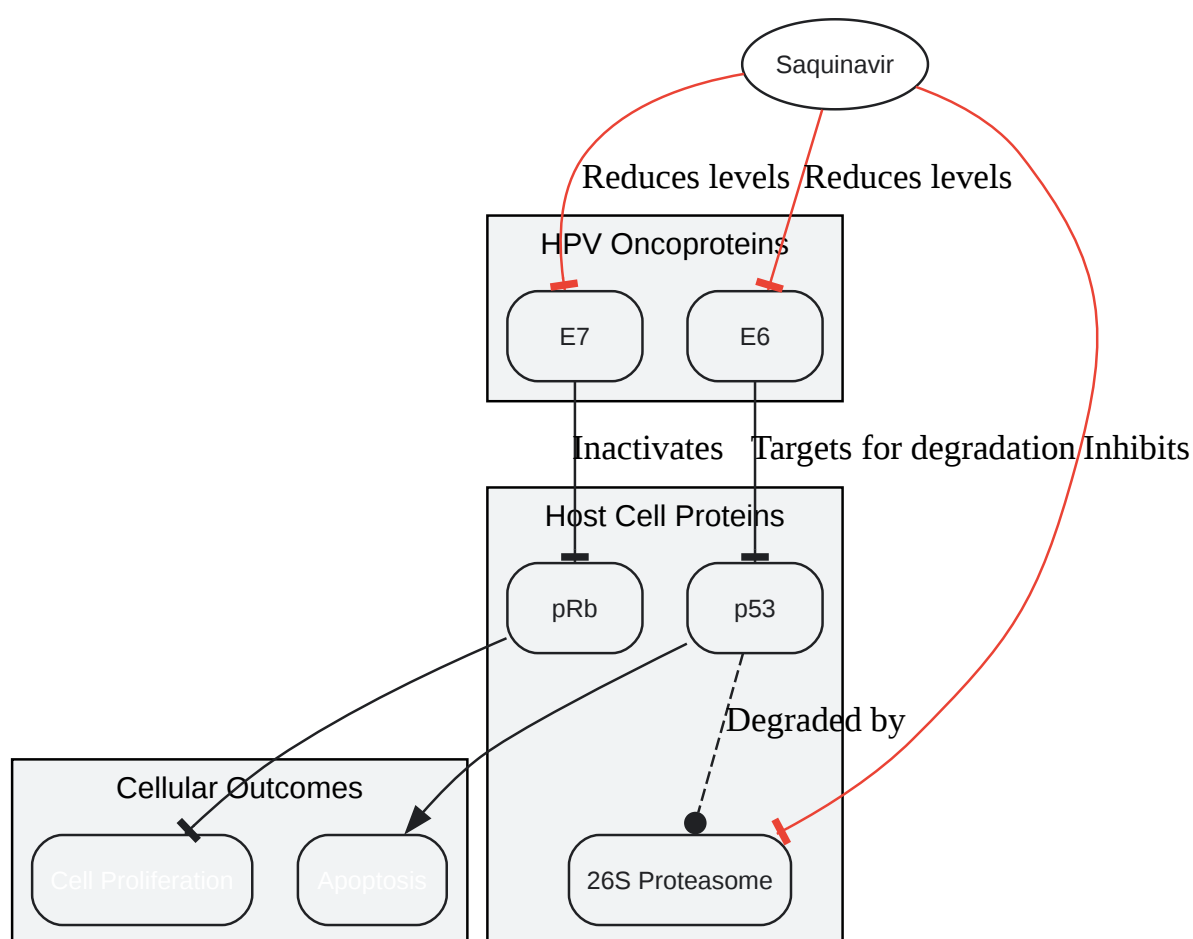 Saquinavir
Reduces levels
Reduces levels
HPV Oncoproteins
E7
E6
Inactivates
Targets for degradation
Inhibits
Host Cell Proteins
pRb
p53
Degraded by
Cellular Outcomes
Cell Proliferation
Apoptosis
26S Proteasome